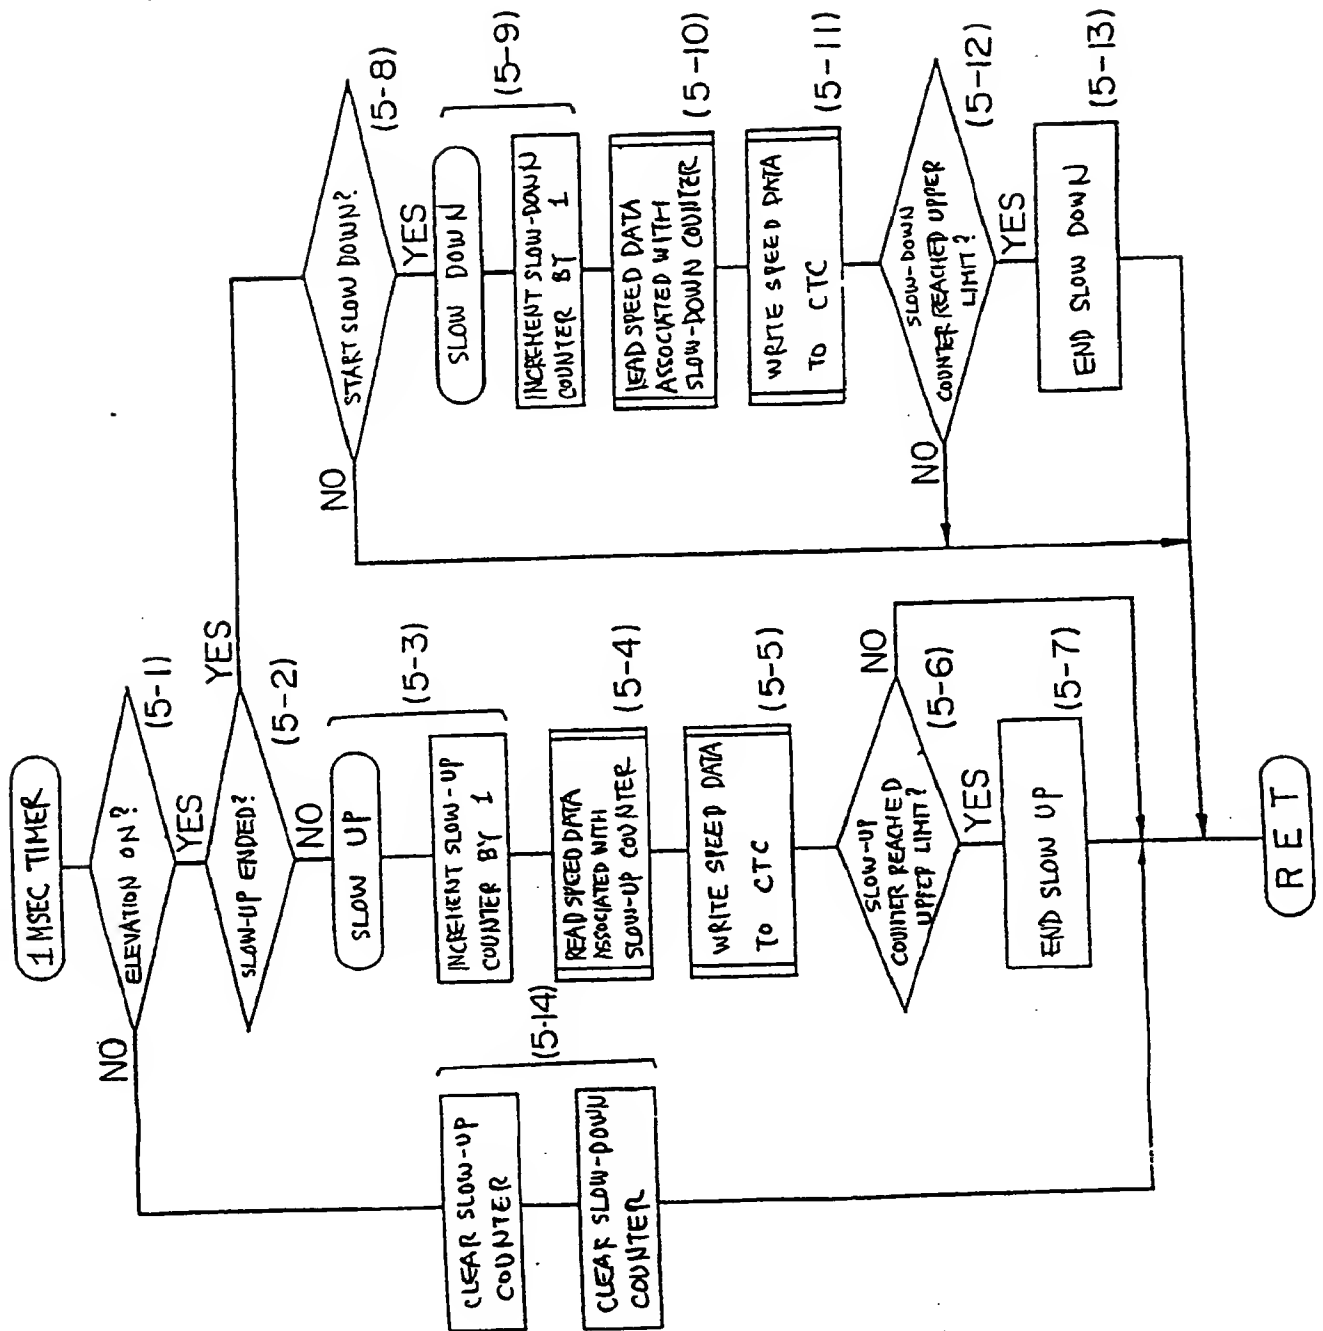 1 MSEC TIMER
ELEVATION ON?
(5-1)
NO
YES
SLOW-UP ENDED?
(5-2)
YES
NO
SLOW UP
(5-3)
INCREMENT SLOW-UP
COUNTER BY 1
READ SPEED DATA
ASSOCIATED WITH
SLOW-UP COUNTER
(5-4)
WRITE SPEED DATA
TO CTC
(5-5)
SLOW-UP
COUNTER REACHED
UPPER LIMIT?
(5-6)
NO
YES
END SLOW UP
(5-7)
START SLOW DOWN?
(5-8)
NO
YES
SLOW DOWN
(5-9)
INCREMENT SLOW-DOWN
COUNTER BY 1
LEAD SPEED DATA
ASSOCIATED WITH
SLOW-DOWN COUNTER
(5-10)
WRITE SPEED DATA
TO CTC
(5-11)
SLOW-DOWN
COUNTER REACHED UPPER
LIMIT?
(5-12)
NO
YES
END SLOW DOWN
(5-13)
CLEAR SLOW-UP
COUNTER
(5-14)
CLEAR SLOW-DOWN
COUNTER
RET